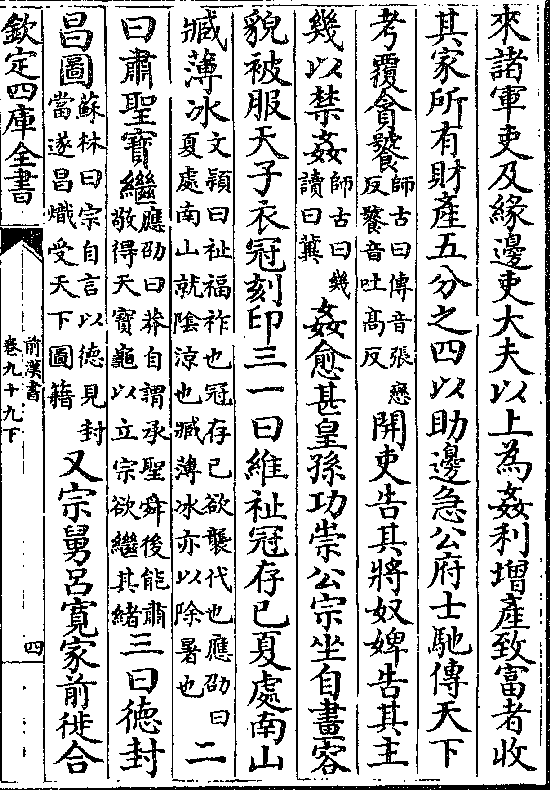 來諸軍吏及緣邊吏大夫以上為姦利增產致富者收
其家所有財產五分之四以助邊急公府士馳傳天下
考覆貪饕師古曰傳音張戀反饕音吐髙反開吏告其將奴婢告其主
幾以禁姦師古曰幾讀曰冀姦愈甚皇孫功崇公宗坐自畫容
貌被服天子衣冠刻印三一曰維祉冠存已夏處南山
臧薄冰文穎曰祉福祚也冠存已欲襲代也應劭曰夏處南山就隂涼也臧薄冰亦以除暑也二
曰肅聖寶繼應劭曰莽自謂承聖舜後能肅敬得天寶龜以立宗欲繼其緒三曰德封
昌圖蘇林曰宗自言以德見封當遂昌熾受天下圖籍又宗舅吕寛家前徙合
欽定四庫全書
前漢書
卷九十九下
四